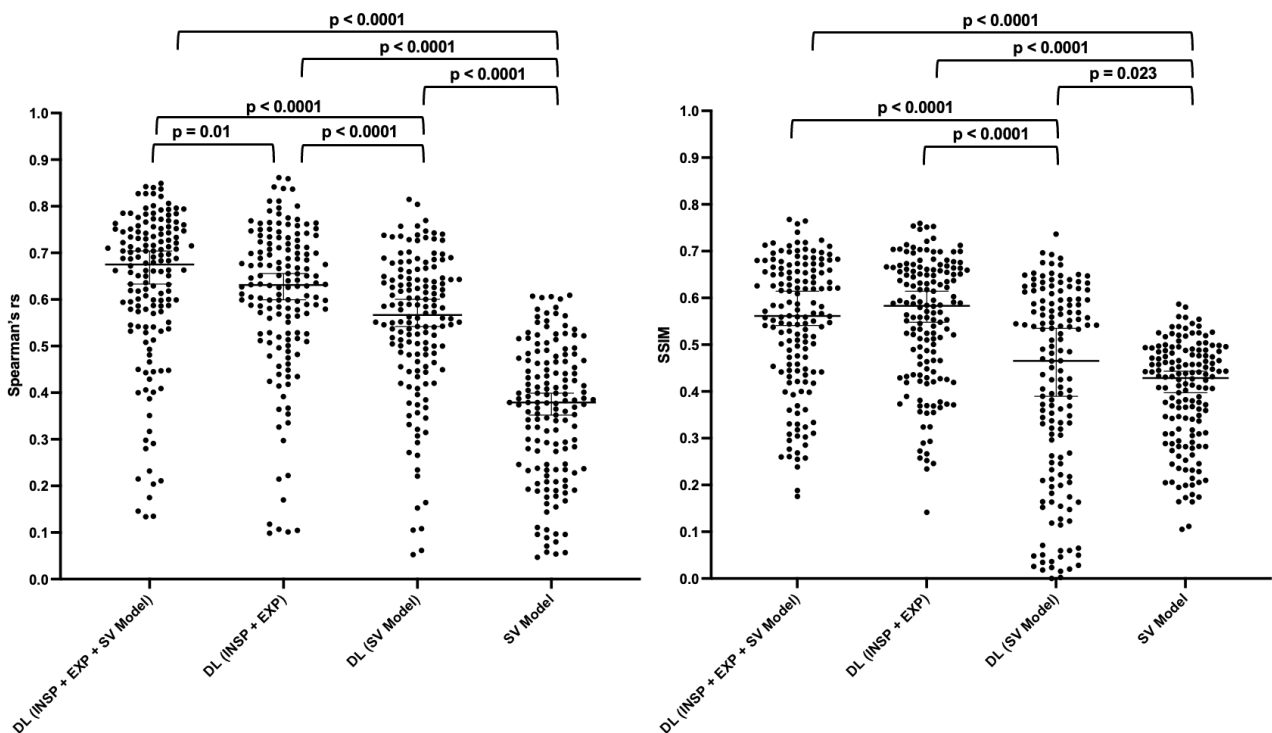 p < 0.0001
p < 0.0001
p < 0.0001
p < 0.0001
p = 0.01
p < 0.0001
1.0
0.9
0.8
0.7
0.6
0.5
0.4
0.3
0.2
0.1
0.0
Spearman's rs
DL (INSP + EXP + SV Model)
DL (INSP + EXP)
DL (SV Model)
SV Model
p < 0.0001
p < 0.0001
p = 0.023
p < 0.0001
p < 0.0001
1.0
0.9
0.8
0.7
0.6
0.5
0.4
0.3
0.2
0.1
0.0
SSIM
DL (INSP + EXP + SV Model)
DL (INSP + EXP)
DL (SV Model)
SV Model